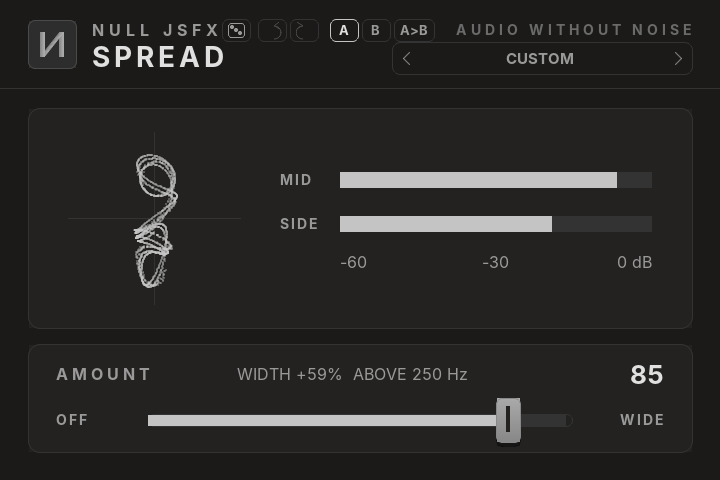 NULL JSFX
A B A>B
AUDIO WITHOUT NOISE
SPREAD
CUSTOM
MID
SIDE
-60 -30 0 dB
AMOUNT WIDTH +59% ABOVE 250 Hz 85
OFF WIDE